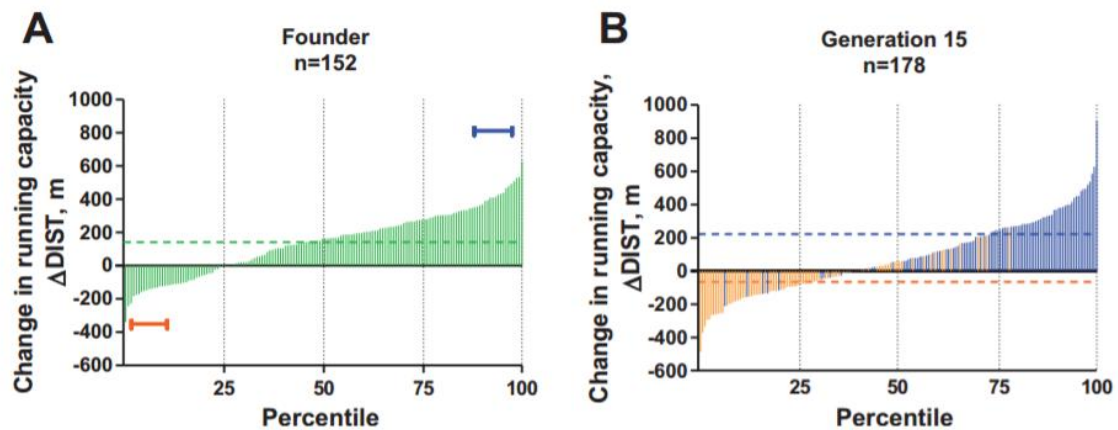 A
Founder
n=152
Change in running capacity
ΔDIST, m
1000
800
600
400
200
0
-200
-400
-600
25
50
75
100
Percentile
B
Generation 15
n=178
Change in running capacity,
ΔDIST, m
1000
800
600
400
200
0
-200
-400
-600
25
50
75
100
Percentile